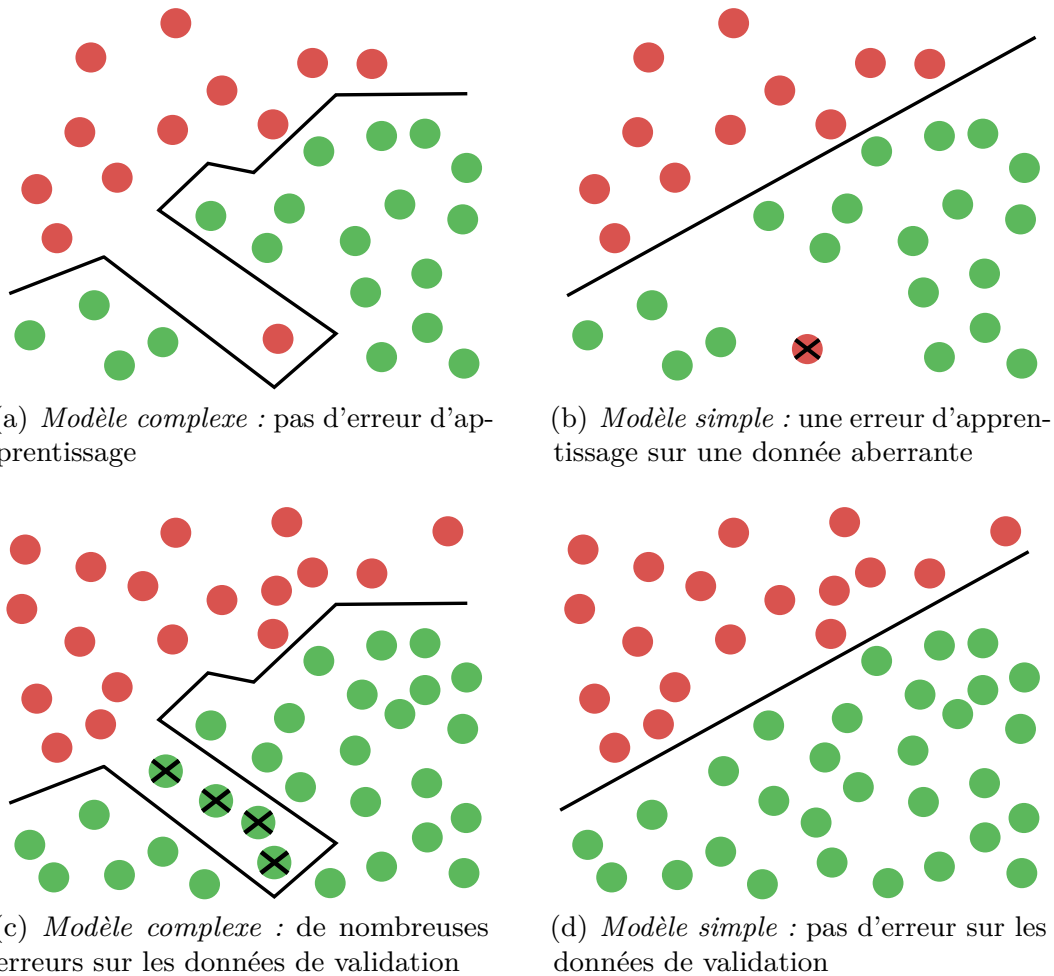 (a) Modèle complexe : pas d'erreur d'ap-
prentissage
(b) Modèle simple : une erreur d'appren-
tissage sur une donnée aberrante
(c) Modèle complexe : de nombreuses
erreurs sur les données de validation
(d) Modèle simple : pas d'erreur sur les
données de validation